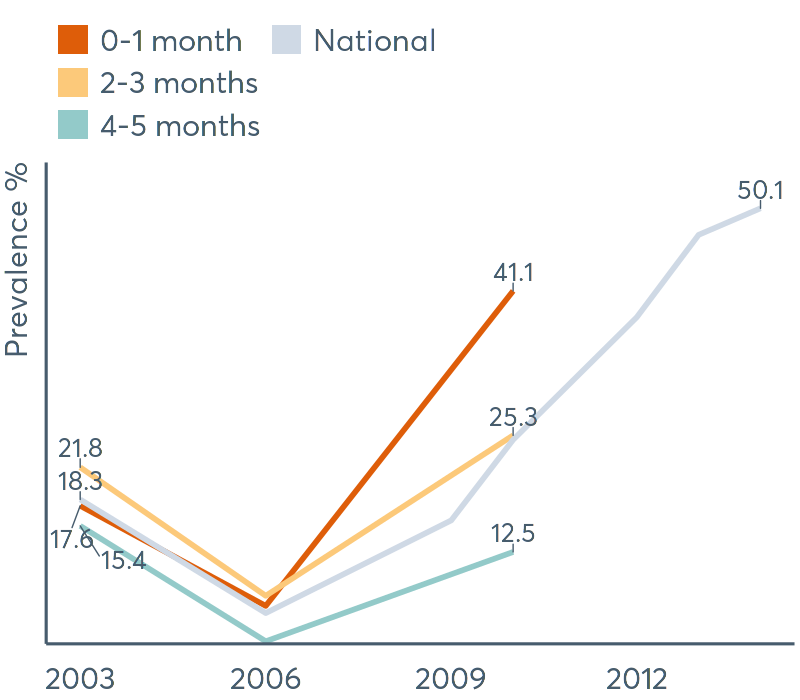 0-1 month National
2-3 months
4-5 months
Prevalence %
50.1
41.1
25.3
21.8
18.3
17.6
15.4
12.5
2003 2006 2009 2012